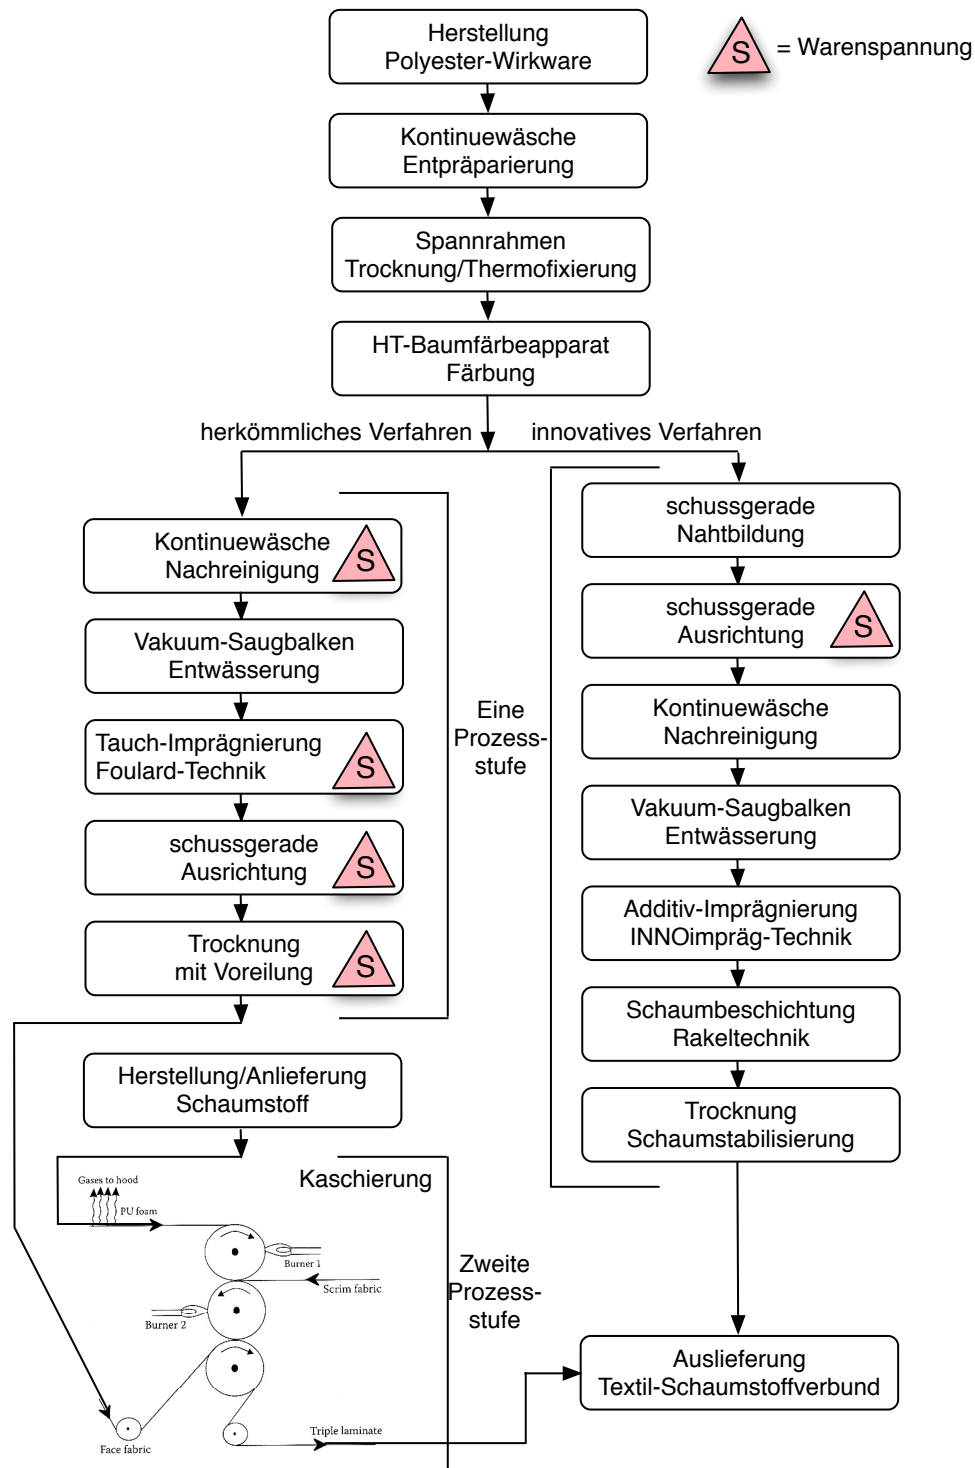 Herstellung
Polyester-Wirkware
S
= Warenspannung
Kontinuewäsche
Entpräparierung
Spannrahmen
Trocknung/Thermofixierung
HT-Baumfärbeapparat
Färbung
herkömmliches Verfahren
innovatives Verfahren
Kontinuewäsche
Nachreinigung
S
Vakuum-Saugbalken
Entwässerung
Tauch-Imprägnierung
Foulard-Technik
S
schussgerade
Ausrichtung
S
Trocknung
mit Voreilung
S
Eine
Prozess-
stufe
schussgerade
Nahtbildung
schussgerade
Ausrichtung
S
Kontinuewäsche
Nachreinigung
Vakuum-Saugbalken
Entwässerung
Additiv-Imprägnierung
INNOimpräg-Technik
Schaumbeschichtung
Rakeltechnik
Trocknung
Schaumstabilisierung
Herstellung/Anlieferung
Schaumstoff
Kaschierung
Gases to hood
PU foam
Burner 1
Scrim fabric
Burner 2
Face fabric
Triple laminate
Zweite
Prozess-
stufe
Auslieferung
Textil-Schaumstoffverbund